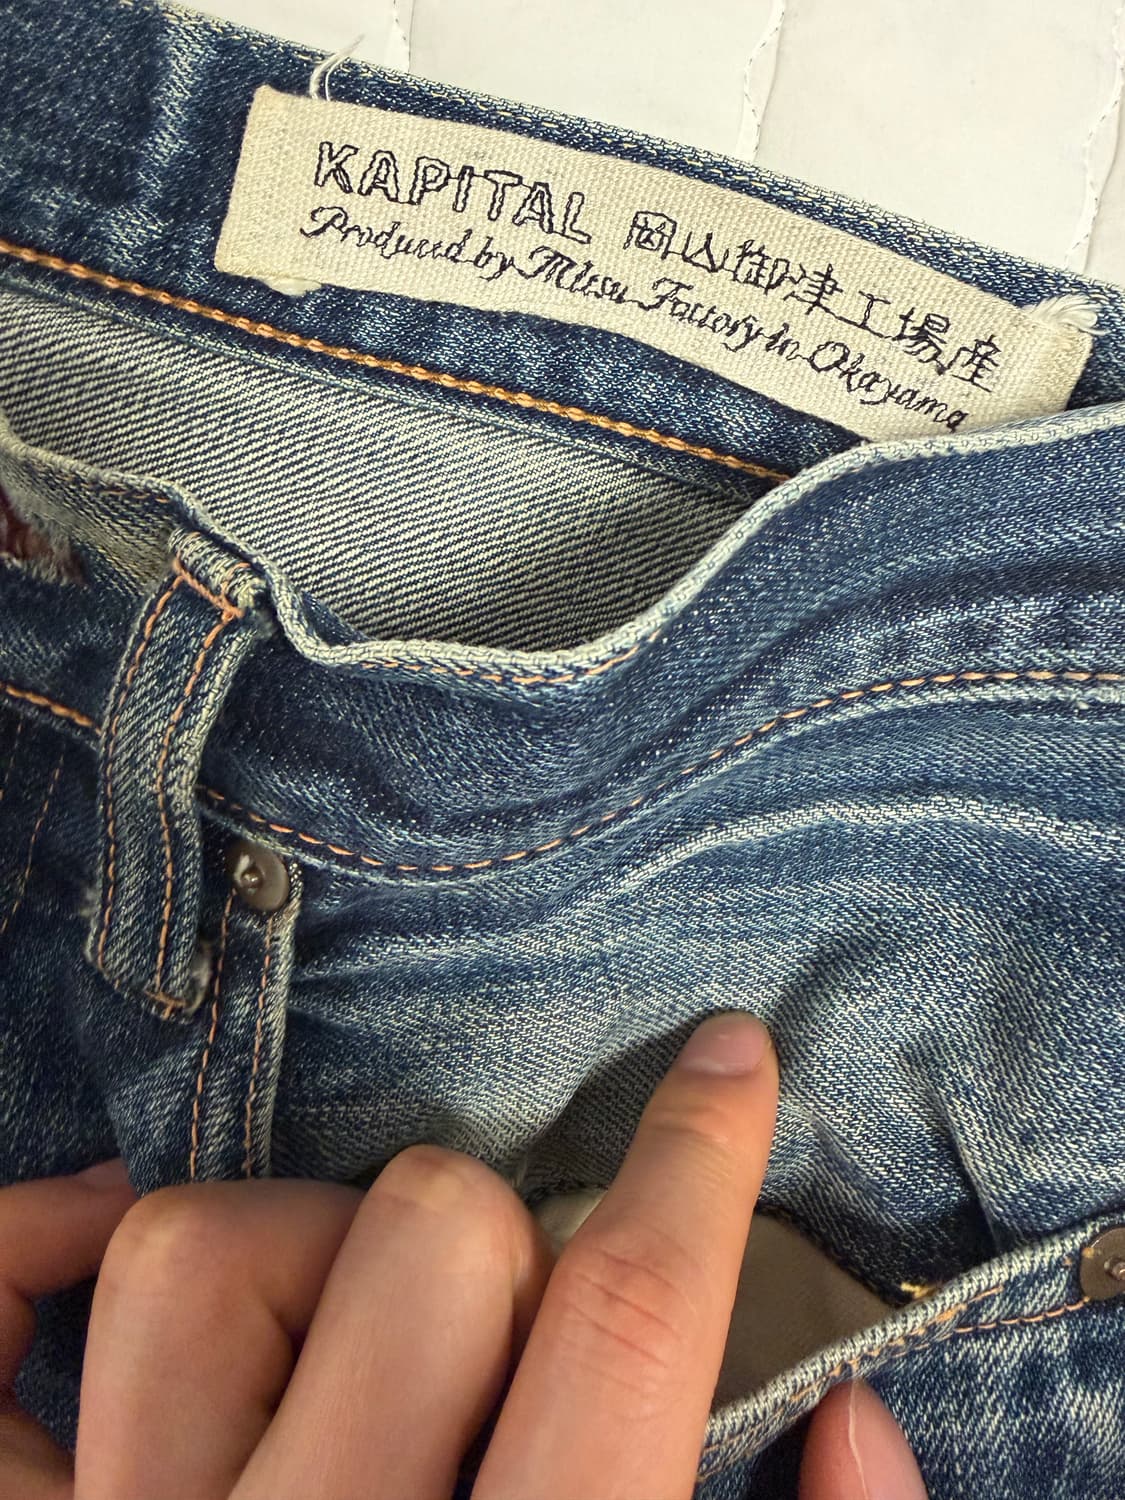 KAPITAL 岡山御津工場産
Produced by Mitsu Factory in Okayama